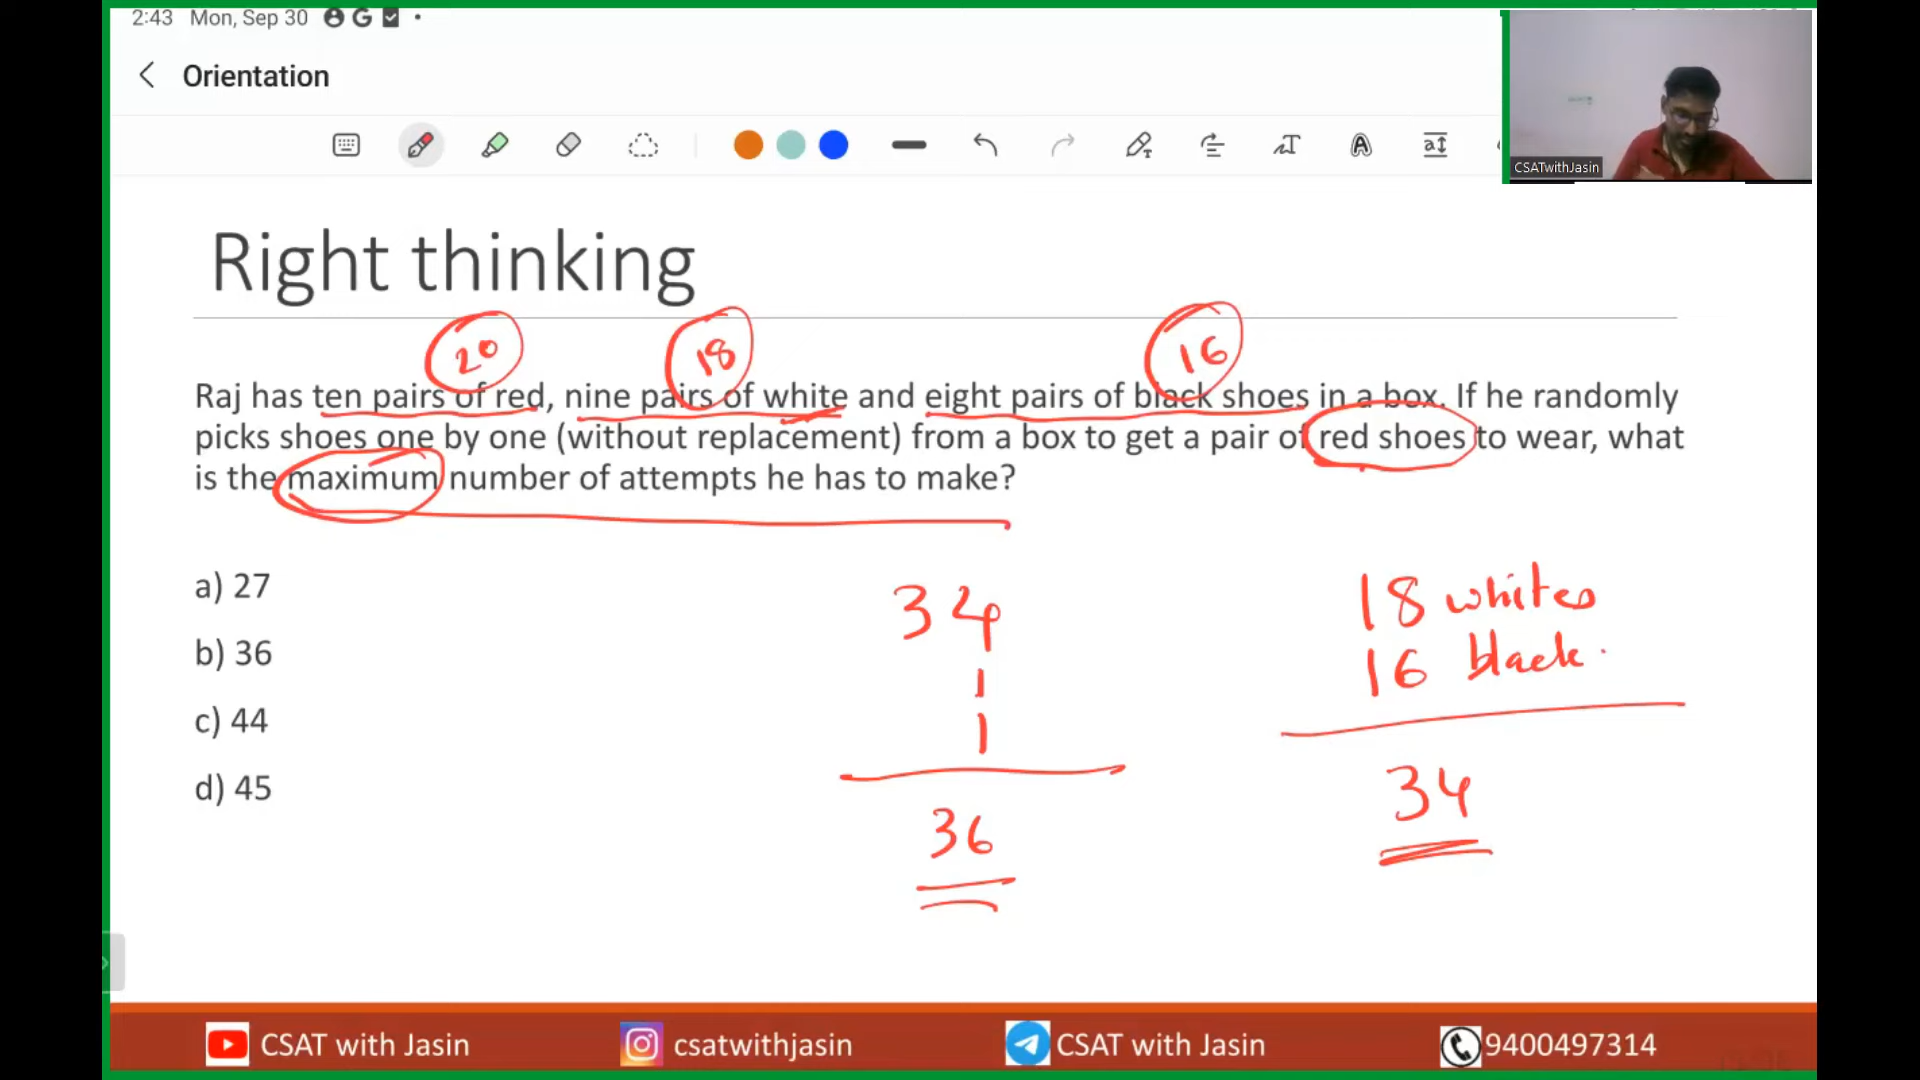 2:43 Mon, Sep 30
Orientation
CSATwithJasin
Right thinking
20 18 16
Raj has ten pairs of red, nine pairs of white and eight pairs of black shoes in a box. If he randomly
picks shoes one by one (without replacement) from a box to get a pair of red shoes to wear, what
is the maximum number of attempts he has to make?
a) 27
b) 36
c) 44
d) 45
34
1
1
36
18 whites
16 black.
34
CSAT with Jasin csatwithjasin CSAT with Jasin 9400497314